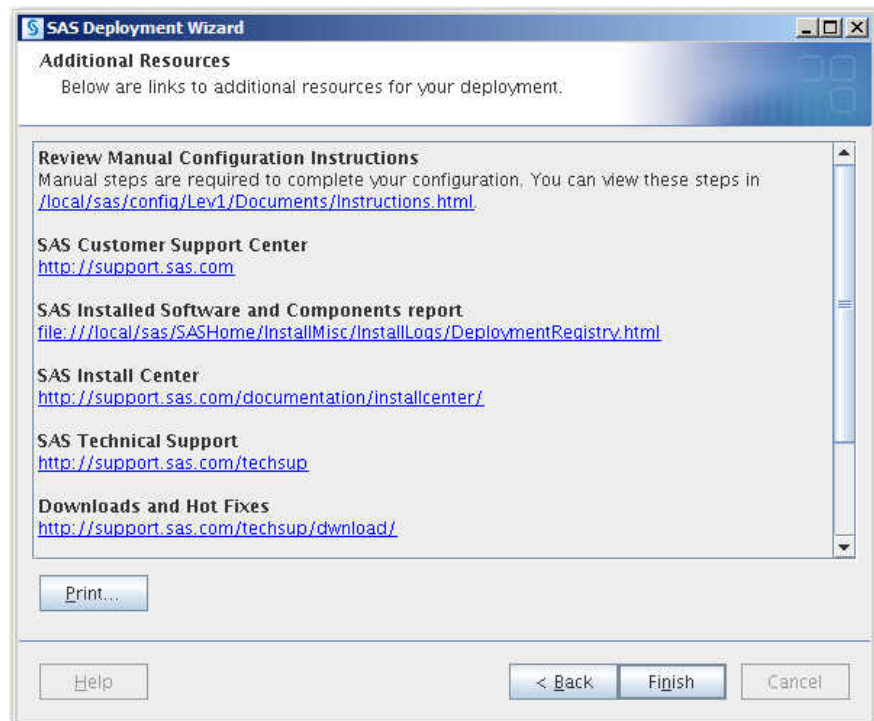 SAS Deployment Wizard
Additional Resources
Below are links to additional resources for your deployment.
Review Manual Configuration Instructions
Manual steps are required to complete your configuration. You can view these steps in
/local/sas/config/Lev1/Documents/Instructions.html.
SAS Customer Support Center
http://support.sas.com
SAS Installed Software and Components report
file:///local/sas/SASHome/InstallMisc/InstallLogs/DeploymentRegistry.html
SAS Install Center
http://support.sas.com/documentation/installcenter/
SAS Technical Support
http://support.sas.com/techsup
Downloads and Hot Fixes
http://support.sas.com/techsup/dwnload/
Print...
Help
< Back
Finish
Cancel